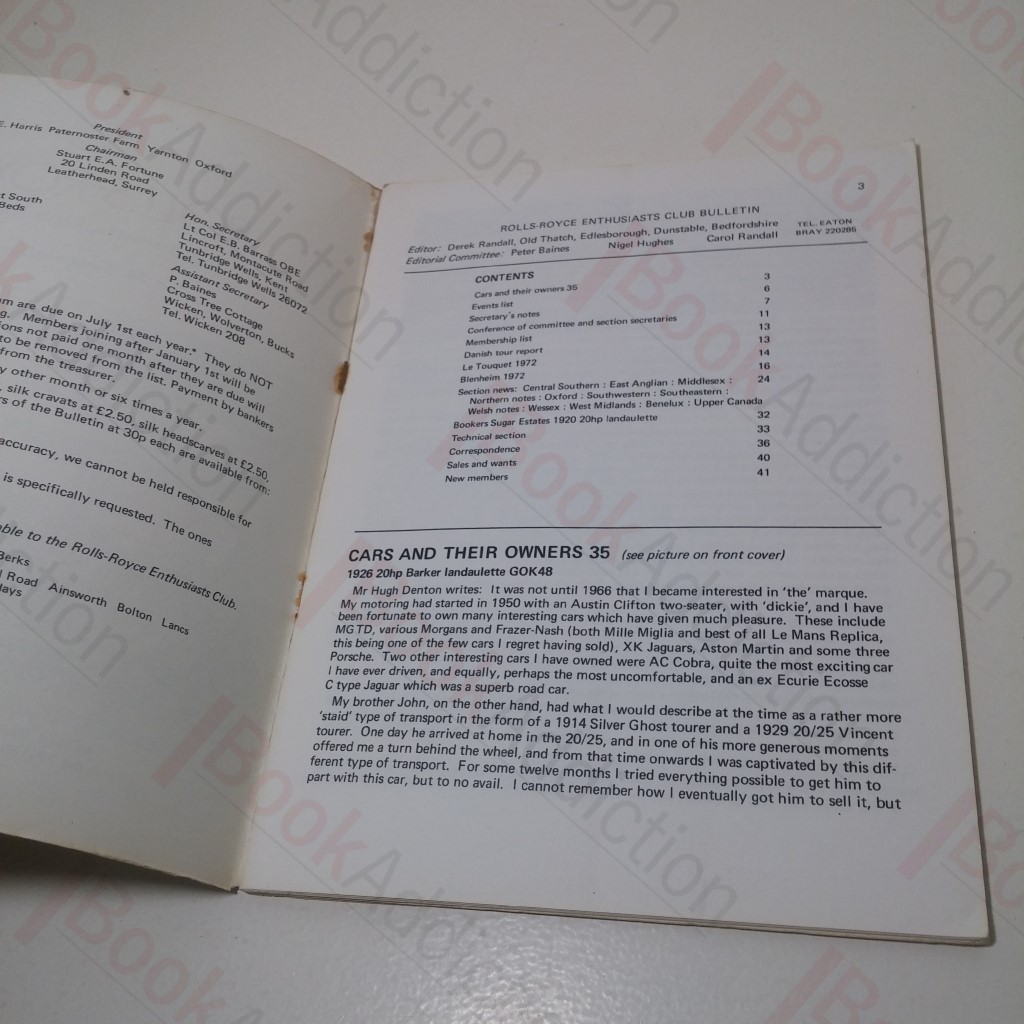 President
E. Harris Paternoster Farm Yarnton Oxford
Chairman
Stuart E.A. Fortune
20 Linden Road
Leatherhead, Surrey
South
Beds
Hon. Secretary
Lt Col E.B. Barrass OBE
Lincroft, Montacute Road
Tunbridge Wells, Kent
Tel. Tunbridge Wells 26072
Assistant Secretary
P. Baines
Cross Tree Cottage
Wicken, Wolverton, Bucks
Tel. Wicken 208
are due on July 1st each year.* They do NOT
Members joining after January 1st will be
not paid one month after they are due will
to be removed from the list. Payment by bankers
from the treasurer.
other month or six times a year.
silk cravats at £2.50, silk headscarves at £2.50,
of the Bulletin at 30p each are available from:
accuracy, we cannot be held responsible for
is specifically requested. The ones
to the Rolls-Royce Enthusiasts Club.
Berks
Road Ainsworth Bolton Lancs
3
ROLLS-ROYCE ENTHUSIASTS CLUB BULLETIN
Editor: Derek Randall, Old Thatch, Edlesborough, Dunstable, Bedfordshire TEL. EATON
Editorial Committee: Peter Baines Nigel Hughes Carol Randall BRAY 220285
CONTENTS
Cars and their owners 35 3
Events list 6
Secretary's notes 7
Conference of committee and section secretaries 11
Membership list 13
Danish tour report 13
Le Touquet 1972 14
Blenheim 1972 16
Section news: Central Southern : East Anglian : Middlesex : 24
Northern notes : Oxford : Southwestern : Southeastern :
Welsh notes : Wessex : West Midlands : Benelux : Upper Canada
Bookers Sugar Estates 1920 20hp landaulette 32
Technical section 33
Correspondence 36
Sales and wants 40
New members 41
CARS AND THEIR OWNERS 35 (see picture on front cover)
1926 20hp Barker landaulette GOK48
Mr Hugh Denton writes: It was not until 1966 that I became interested in 'the' marque.
My motoring had started in 1950 with an Austin Clifton two-seater, with 'dickie', and I have
been fortunate to own many interesting cars which have given much pleasure. These include
MG TD, various Morgans and Frazer-Nash (both Mille Miglia and best of all Le Mans Replica,
this being one of the few cars I regret having sold), XK Jaguars, Aston Martin and some three
Porsche. Two other interesting cars I have owned were AC Cobra, quite the most exciting car
I have ever driven, and equally, perhaps the most uncomfortable, and an ex Ecurie Ecosse
C type Jaguar which was a superb road car.
My brother John, on the other hand, had what I would describe at the time as a rather more
'staid' type of transport in the form of a 1914 Silver Ghost tourer and a 1929 20/25 Vincent
tourer. One day he arrived at home in the 20/25, and in one of his more generous moments
offered me a turn behind the wheel, and from that time onwards I was captivated by this dif-
ferent type of transport. For some twelve months I tried everything possible to get him to
part with this car, but to no avail. I cannot remember how I eventually got him to sell it, but